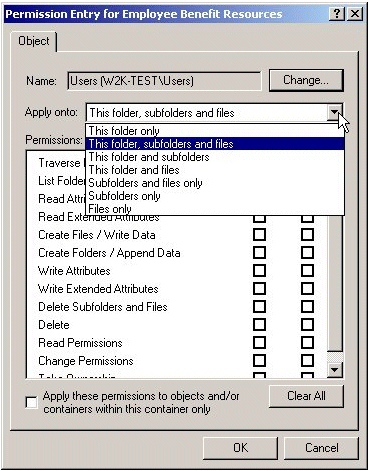 Permission Entry for Employee Benefit Resources
Object
Name: Users (W2K-TEST\Users) Change...
Apply onto: This folder, subfolders and files
This folder only
Permissions:
This folder, subfolders and files
This folder and subfolders
Traverse
This folder and files
List Folder
Subfolders and files only
Read Attri
Subfolders only
Files only
Read Extended Attributes
Create Files / Write Data
Create Folders / Append Data
Write Attributes
Write Extended Attributes
Delete Subfolders and Files
Delete
Read Permissions
Change Permissions
Take Ownership
Apply these permissions to objects and/or
containers within this container only
Clear All
OK Cancel